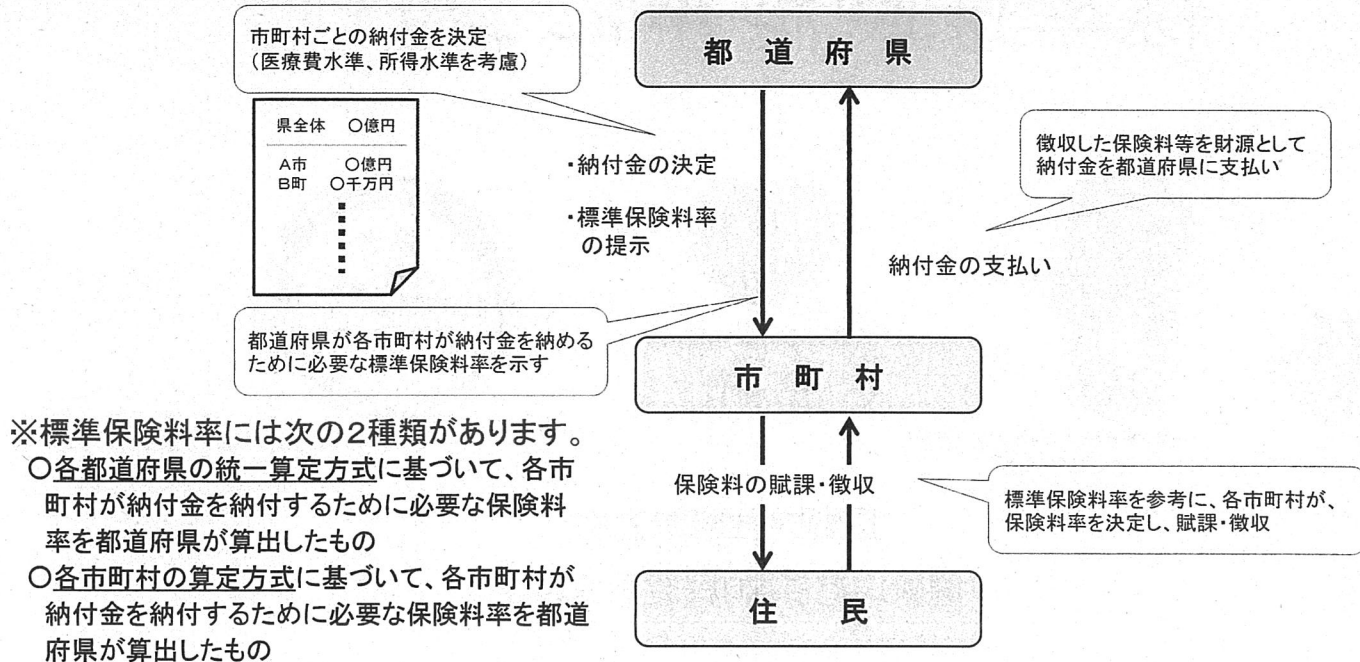 市町村ごとの納付金を決定
(医療費水準、所得水準を考慮)
都道府県
県全体 〇億円
A市 〇億円
B町 〇千万円
・納付金の決定
・標準保険料率
の提示
徴収した保険料等を財源として
納付金を都道府県に支払い
納付金の支払い
都道府県が各市町村が納付金を納める
ために必要な標準保険料率を示す
市町村
※標準保険料率には次の2種類があります。
〇各都道府県の統一算定方式に基づいて、各市
町村が納付金を納付するために必要な保険料
率を都道府県が算出したもの
〇各市町村の算定方式に基づいて、各市町村が
納付金を納付するために必要な保険料率を都道
府県が算出したもの
保険料の賦課・徴収
標準保険料率を参考に、各市町村が、
保険料率を決定し、賦課・徴収
住民